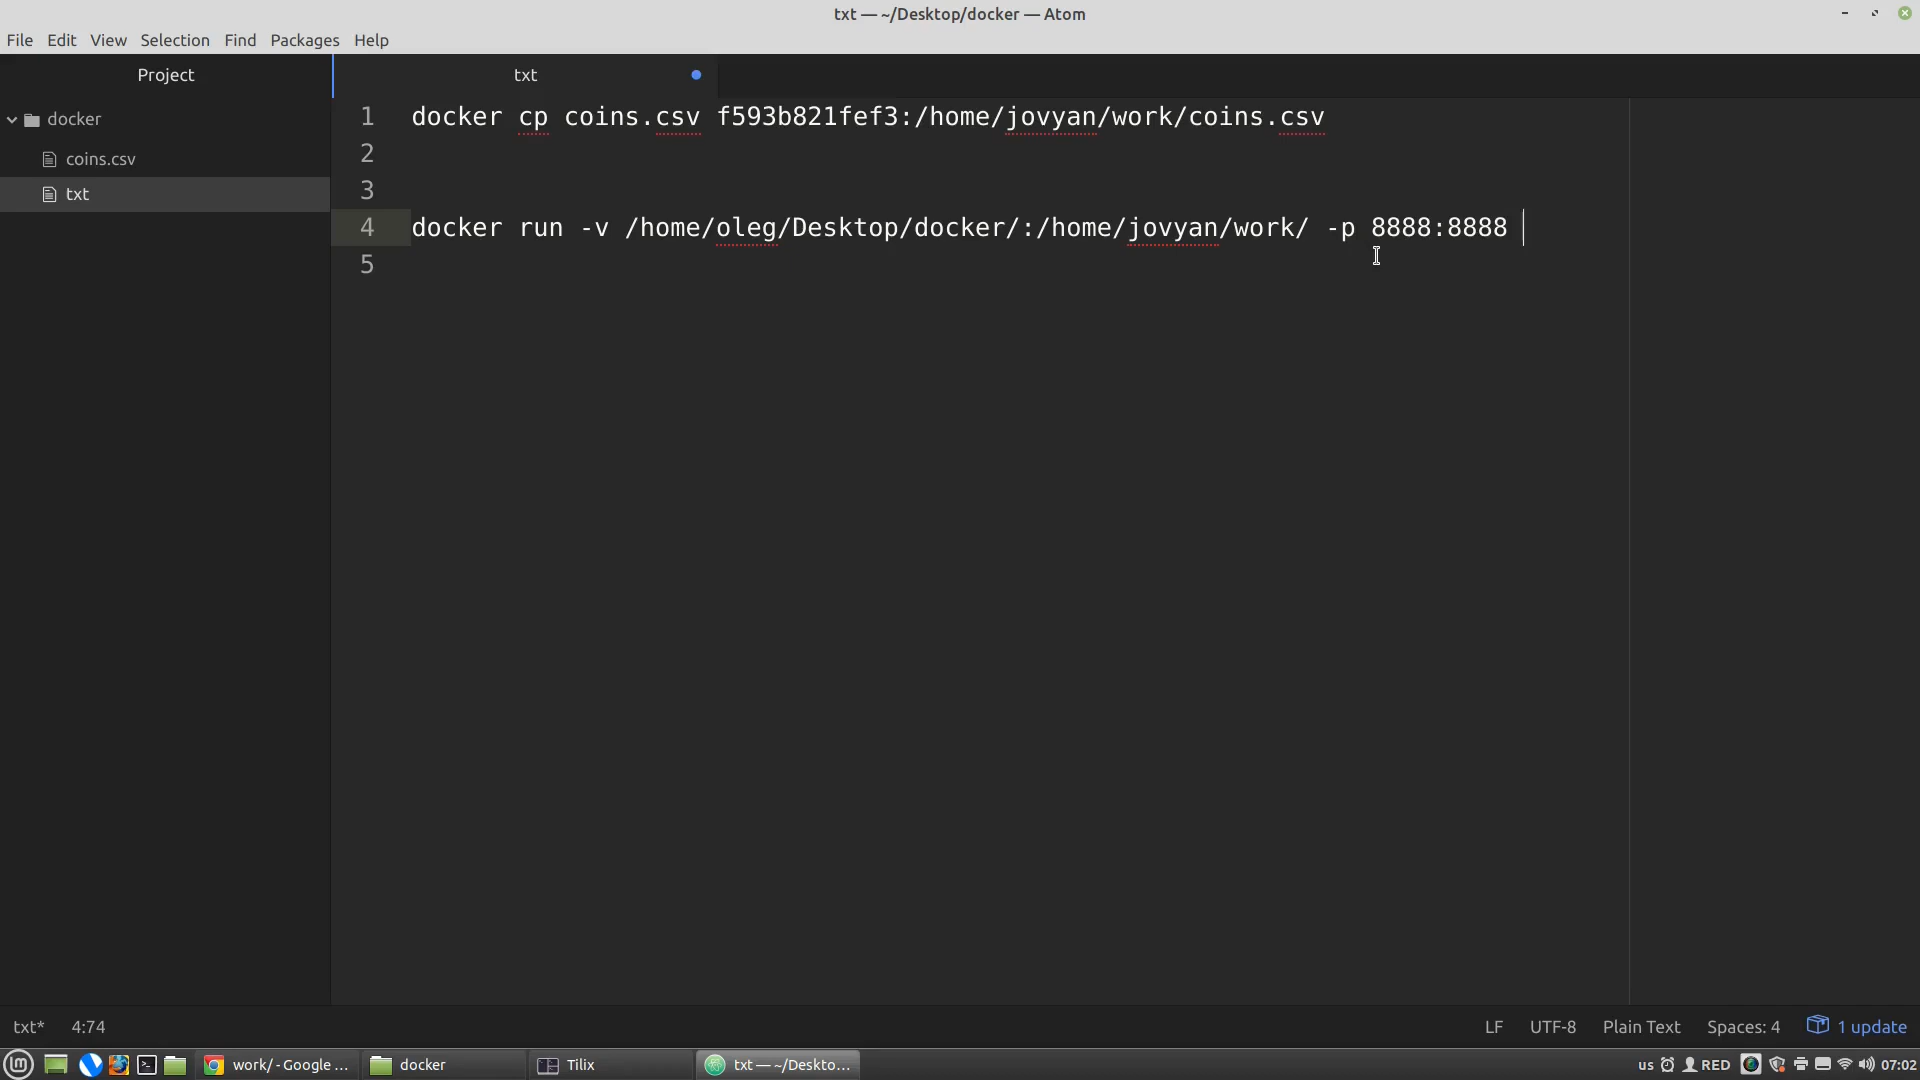 txt — ~/Desktop/docker — Atom
File Edit View Selection Find Packages Help
Project
txt
docker
coins.csv
txt
1 docker cp coins.csv f593b821fef3:/home/jovyan/work/coins.csv
2
3
4 docker run -v /home/oleg/Desktop/docker/:/home/jovyan/work/ -p 8888:8888
5
txt* 4:74 LF UTF-8 Plain Text Spaces: 4 1 update
work/ - Google ... docker Tilix txt — ~/Deskto... us RED 07:02